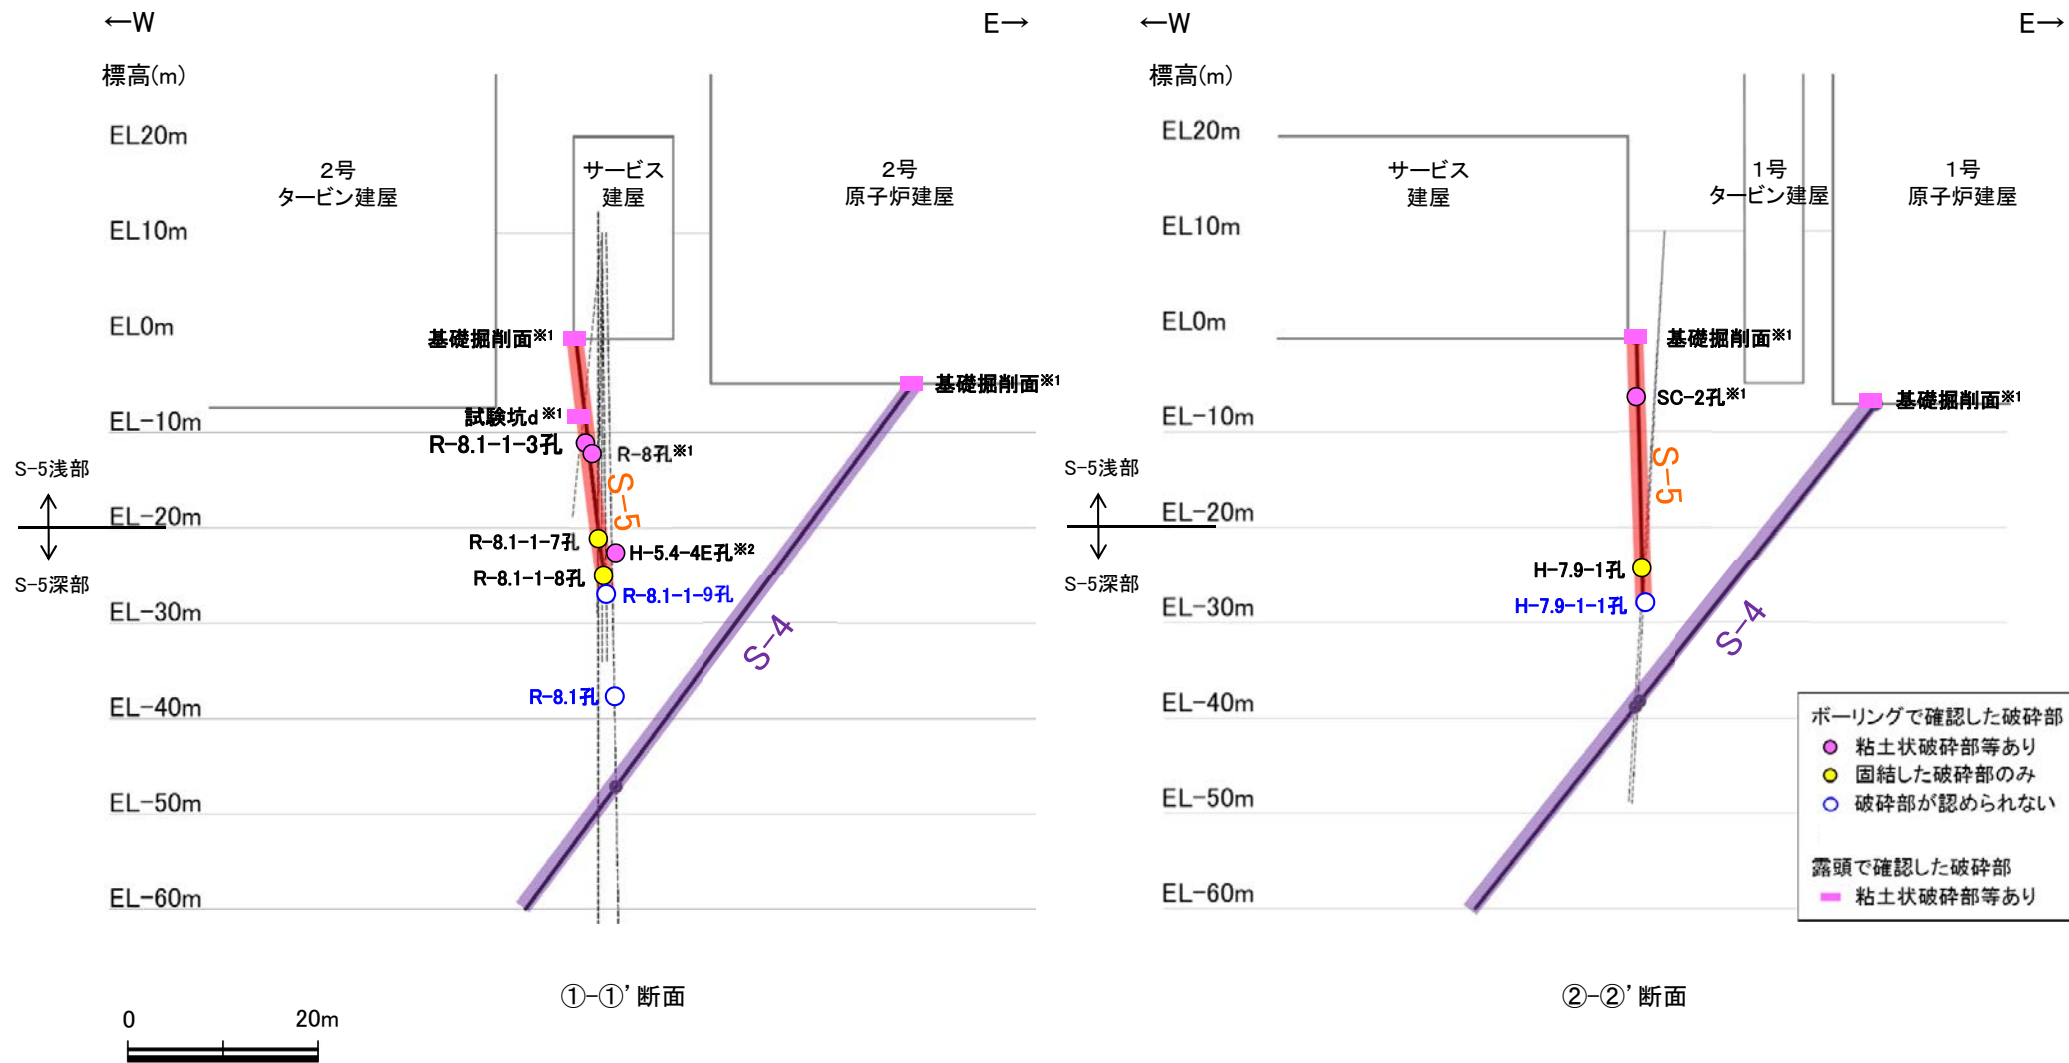 ←W
E→
標高(m)
EL20m
EL10m
EL0m
EL-10m
EL-20m
EL-30m
EL-40m
EL-50m
EL-60m
2号
タービン建屋
サービス
建屋
2号
原子炉建屋
基礎掘削面※1
基礎掘削面※1
試験坑d※1
R-8.1-1-3孔
R-8孔※1
S-5
S-5浅部
S-5深部
R-8.1-1-7孔
H-5.4-4E孔※2
R-8.1-1-8孔
R-8.1-1-9孔
S-4
R-8.1孔
①-①’断面
0
20m
←W
E→
標高(m)
EL20m
EL10m
EL0m
EL-10m
EL-20m
EL-30m
EL-40m
EL-50m
EL-60m
サービス
建屋
1号
タービン建屋
1号
原子炉建屋
基礎掘削面※1
SC-2孔※1
基礎掘削面※1
S-5
S-5浅部
S-5深部
H-7.9-1孔
H-7.9-1-1孔
S-4
②-②’断面
ボーリングで確認した破砕部
粘土状破砕部等あり
固結した破砕部のみ
破砕部が認められない
露頭で確認した破砕部
粘土状破砕部等あり